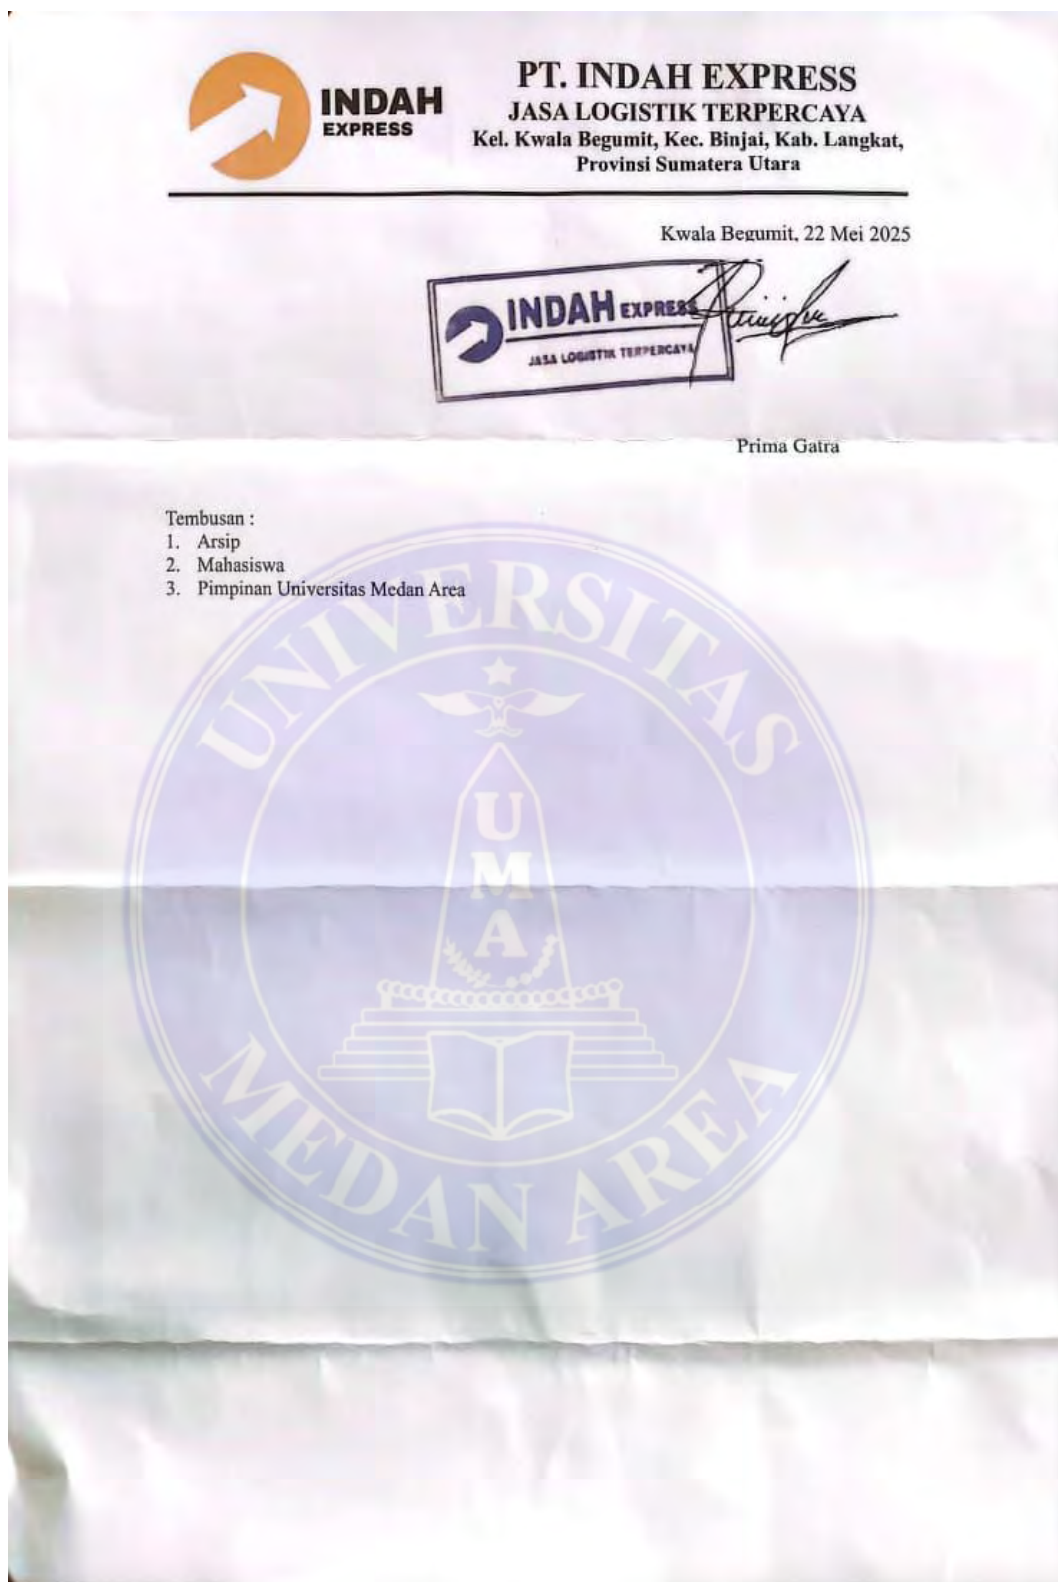 INDAH
EXPRESS
PT. INDAH EXPRESS
JASA LOGISTIK TERPERCAYA
Kel. Kwala Begumit, Kec. Binjai, Kab. Langkat,
Provinsi Sumatera Utara
Kwala Begumit, 22 Mei 2025
INDAH EXPRESS
JASA LOGISTIK TERPERCAYA
Prima Gatra
Tembusan :
1. Arsip
2. Mahasiswa
3. Pimpinan Universitas Medan Area
UNIVERSITAS
UMA
MEDAN AREA